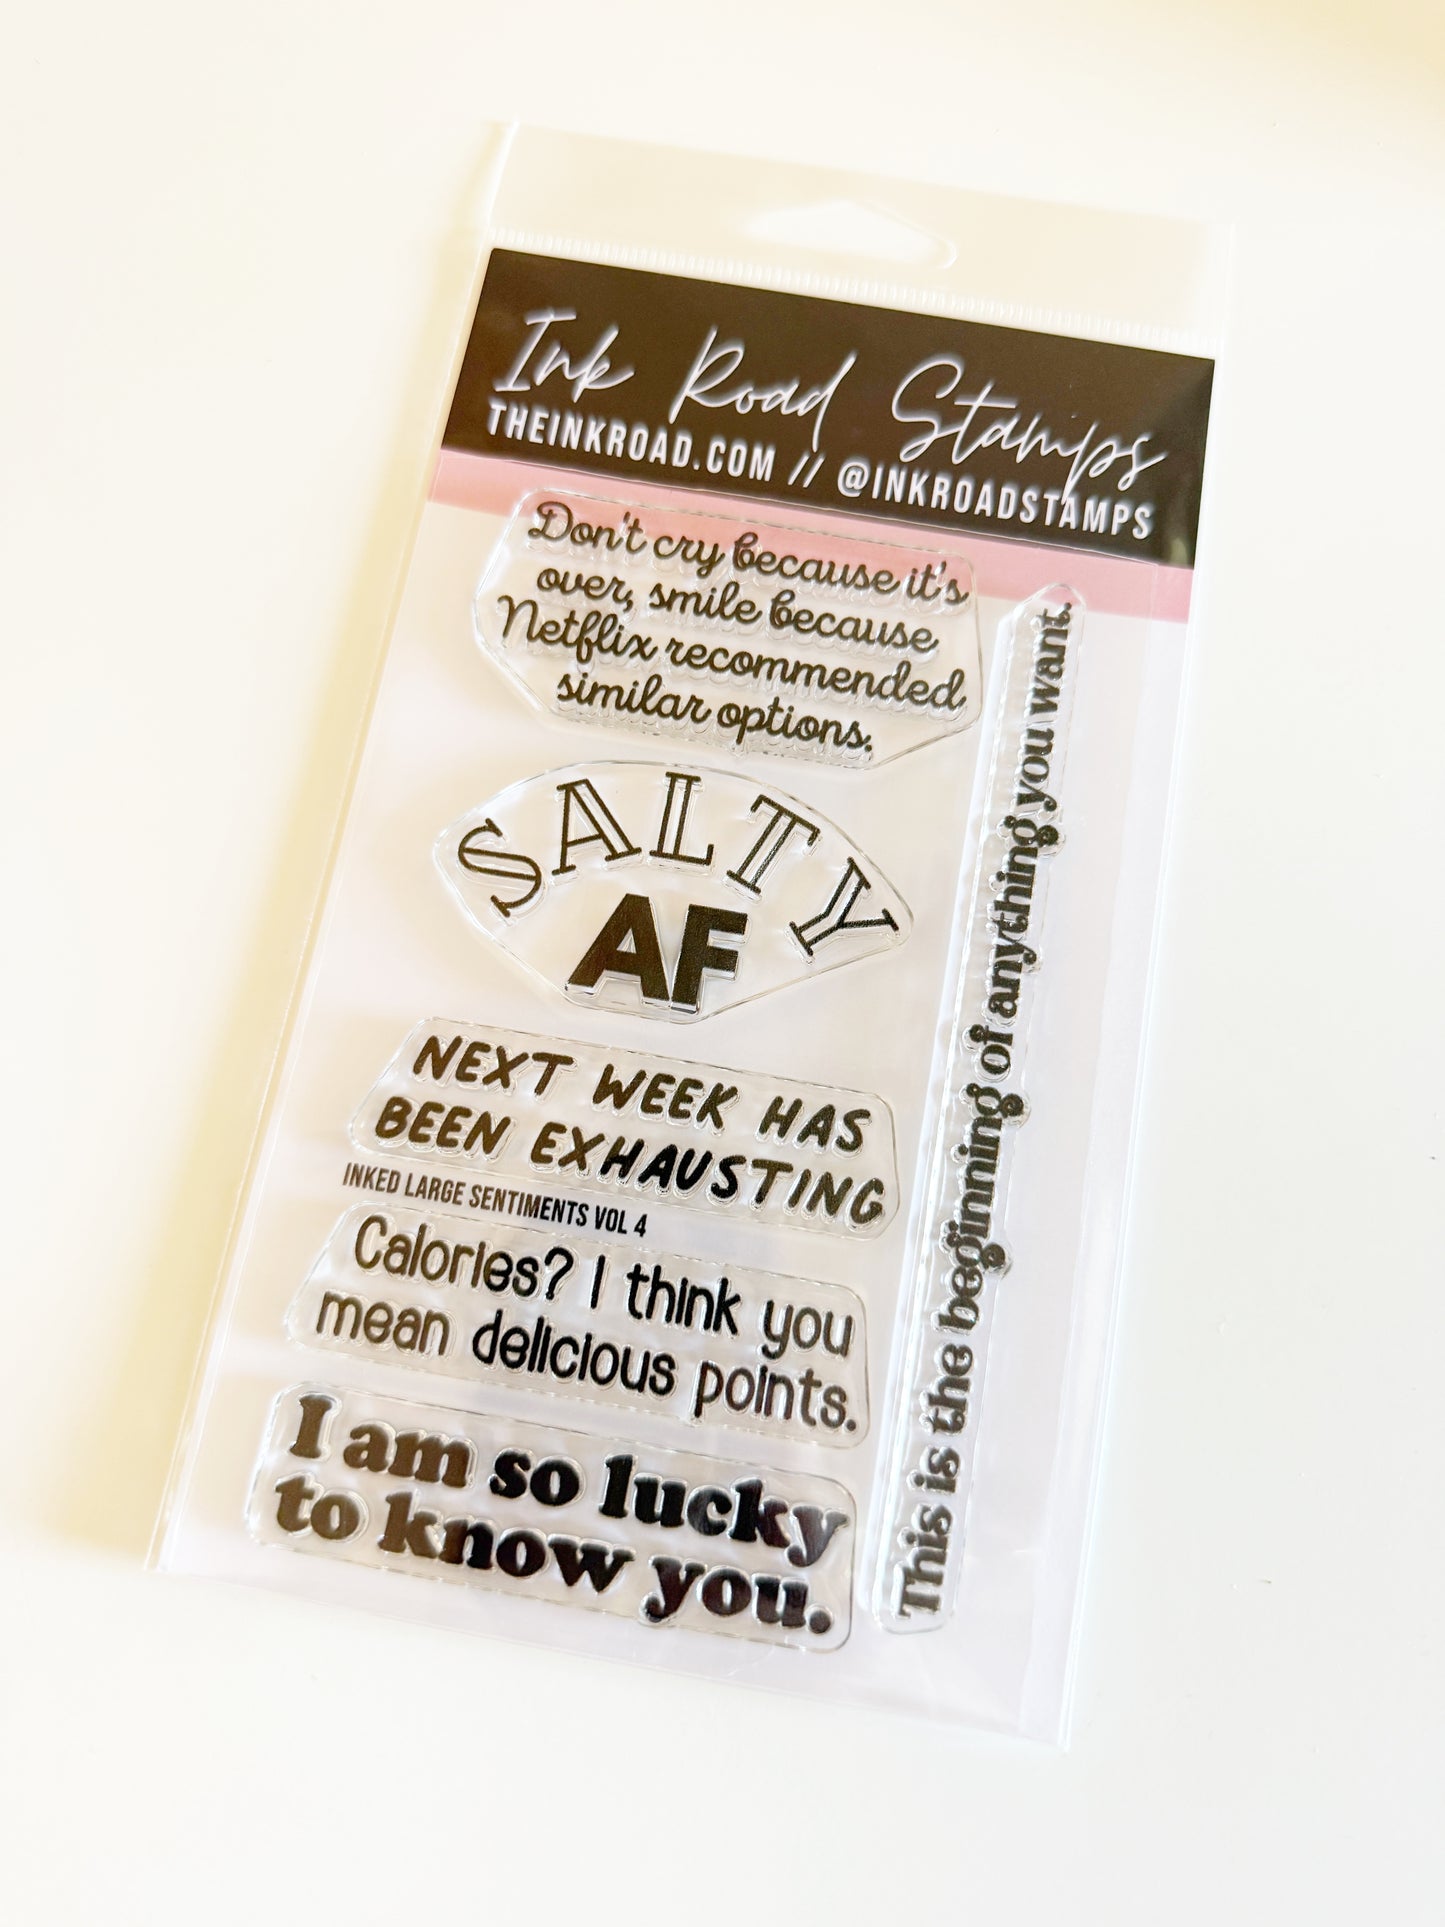 Ink Road Stamps
THEINKROAD.COM // @INKROADSTAMPS
Don't cry because it's
over, smile because
Netflix recommended
similar options.
SALTY
AF
NEXT WEEK HAS
BEEN EXHAUSTING
INKED LARGE SENTIMENTS VOL 4
Calories? I think you
mean delicious points.
I am so lucky
to know you.
This is the beginning of anything you want.